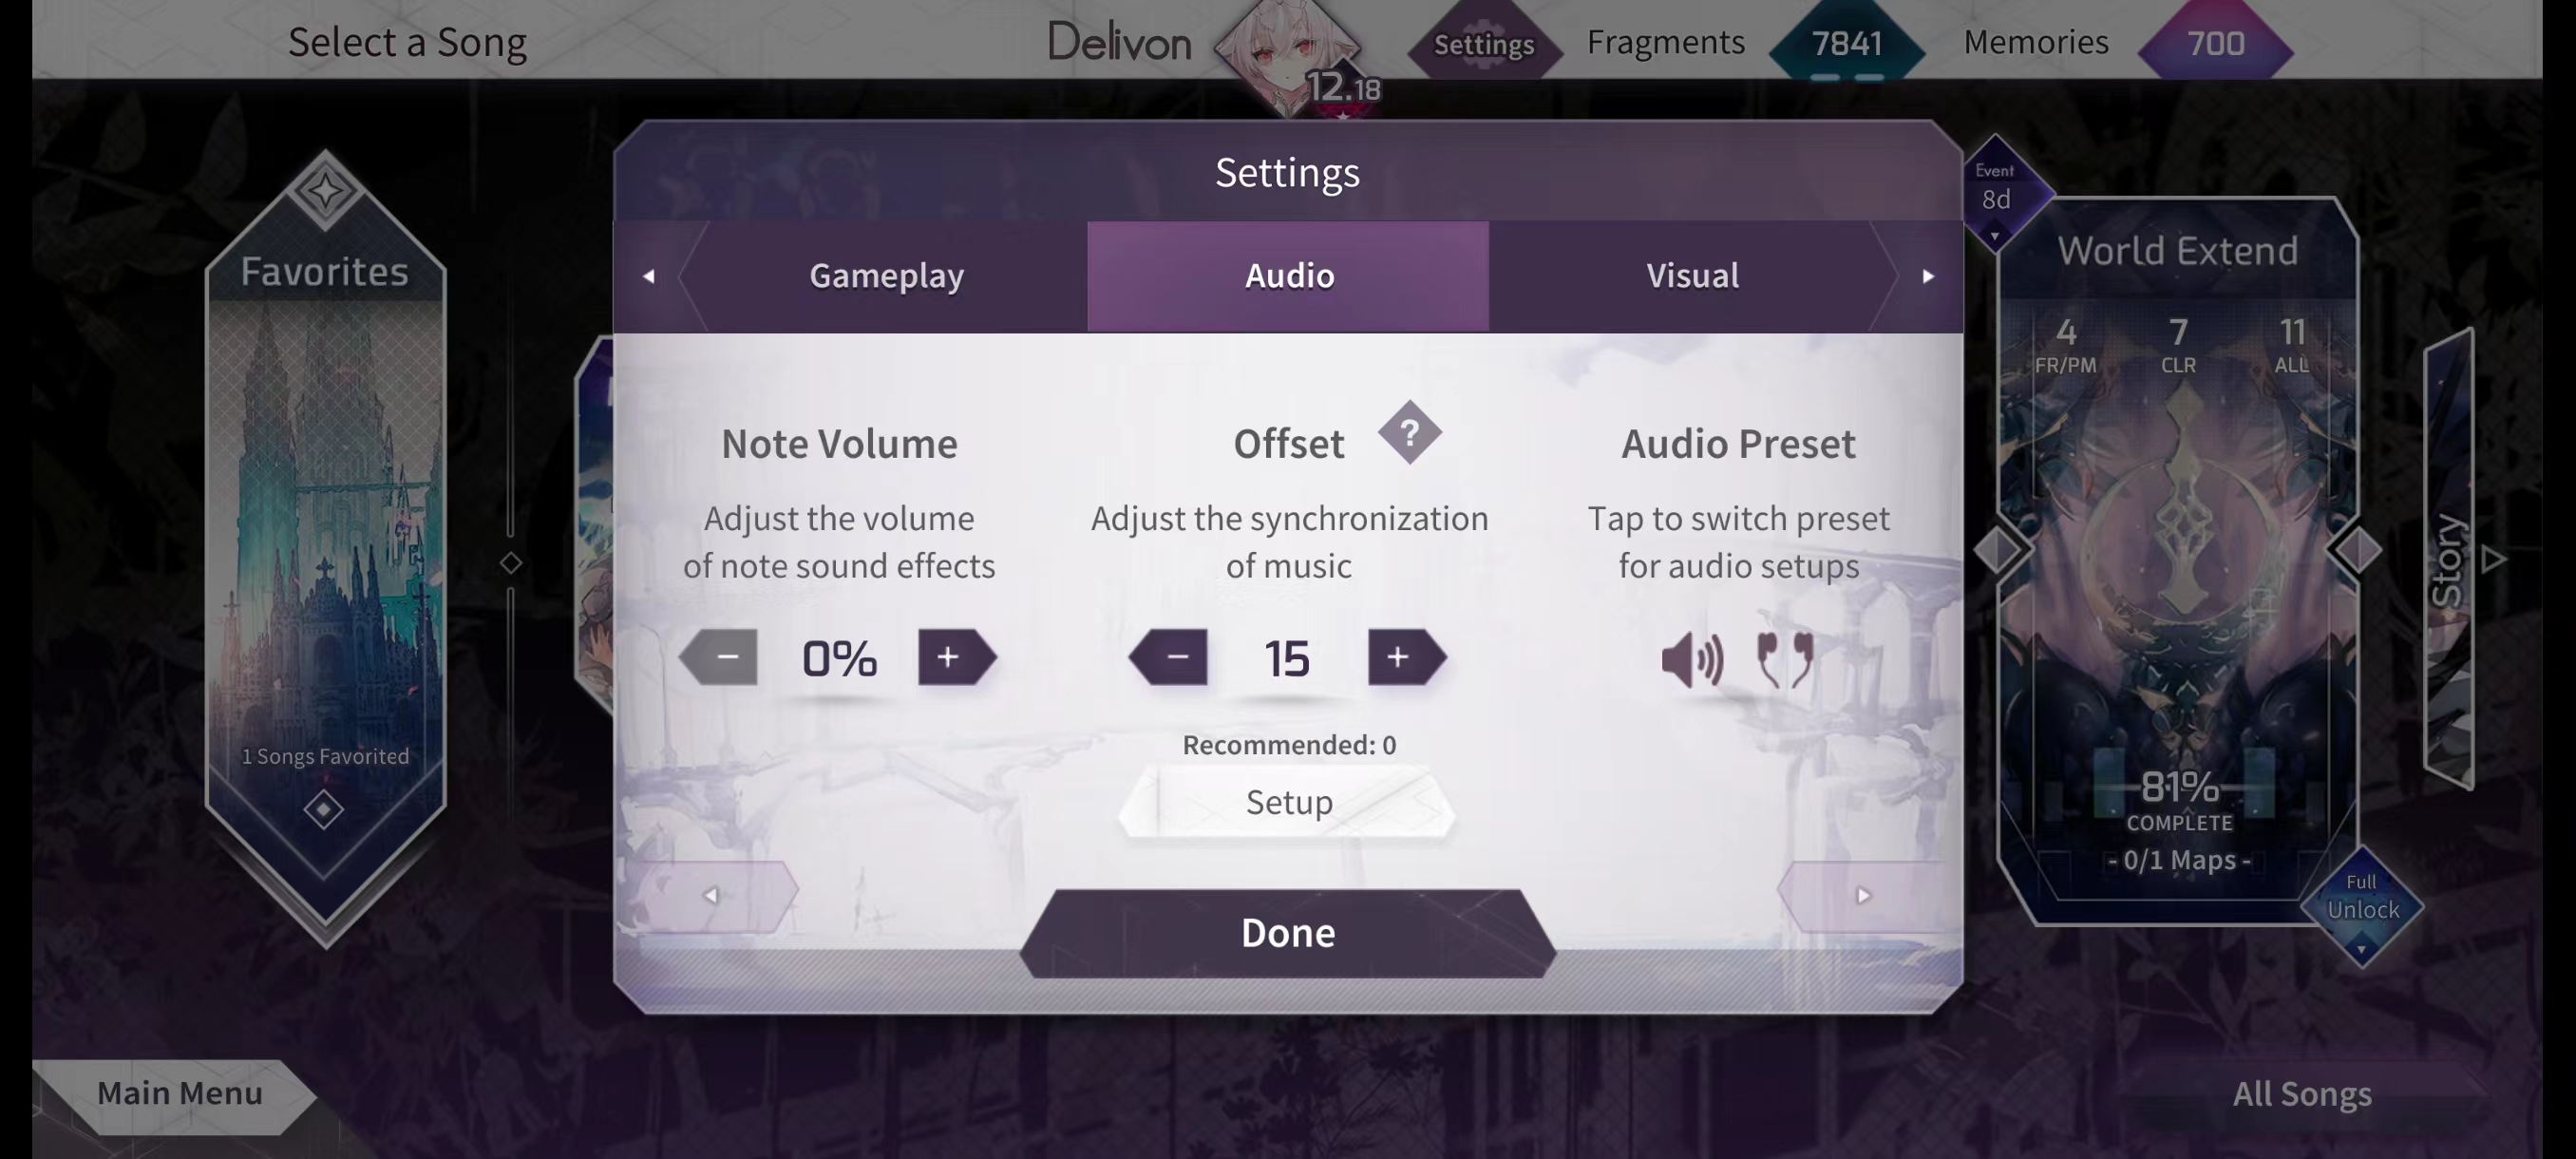 Select a Song
Delivon
12.18
Settings
Fragments
7841
Memories
700
Settings
Gameplay
Audio
Visual
Event
8d
Favorites
1 Songs Favorited
Note Volume
Adjust the volume
of note sound effects
0%
Offset
?
Adjust the synchronization
of music
15
Recommended: 0
Setup
Audio Preset
Tap to switch preset
for audio setups
Done
World Extend
4
FR/PM
7
CLR
11
ALL
81%
COMPLETE
- 0/1 Maps -
Full
Unlock
Story
Main Menu
All Songs